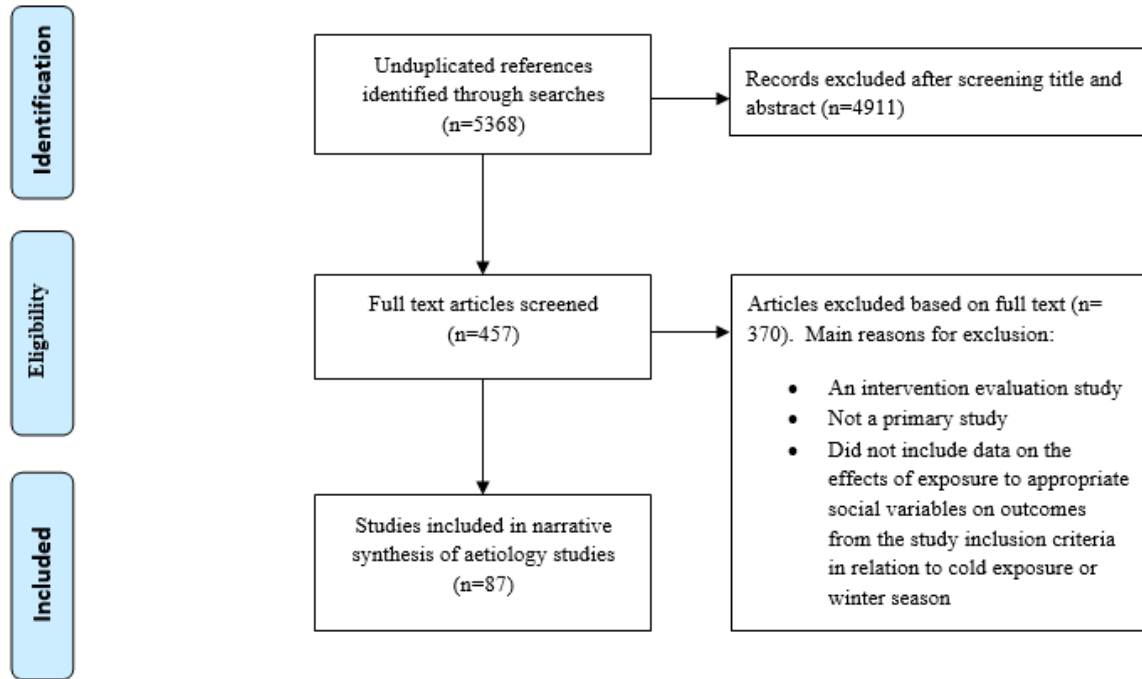 Identification
Unduplicated references
identified through searches
(n=5368)
Records excluded after screening title and
abstract (n=4911)
Eligibility
Full text articles screened
(n=457)
Articles excluded based on full text (n=
370).  Main reasons for exclusion:
• An intervention evaluation study
• Not a primary study
• Did not include data on the
effects of exposure to appropriate
social variables on outcomes
from the study inclusion criteria
in relation to cold exposure or
winter season
Included
Studies included in narrative
synthesis of aetiology studies
(n=87)